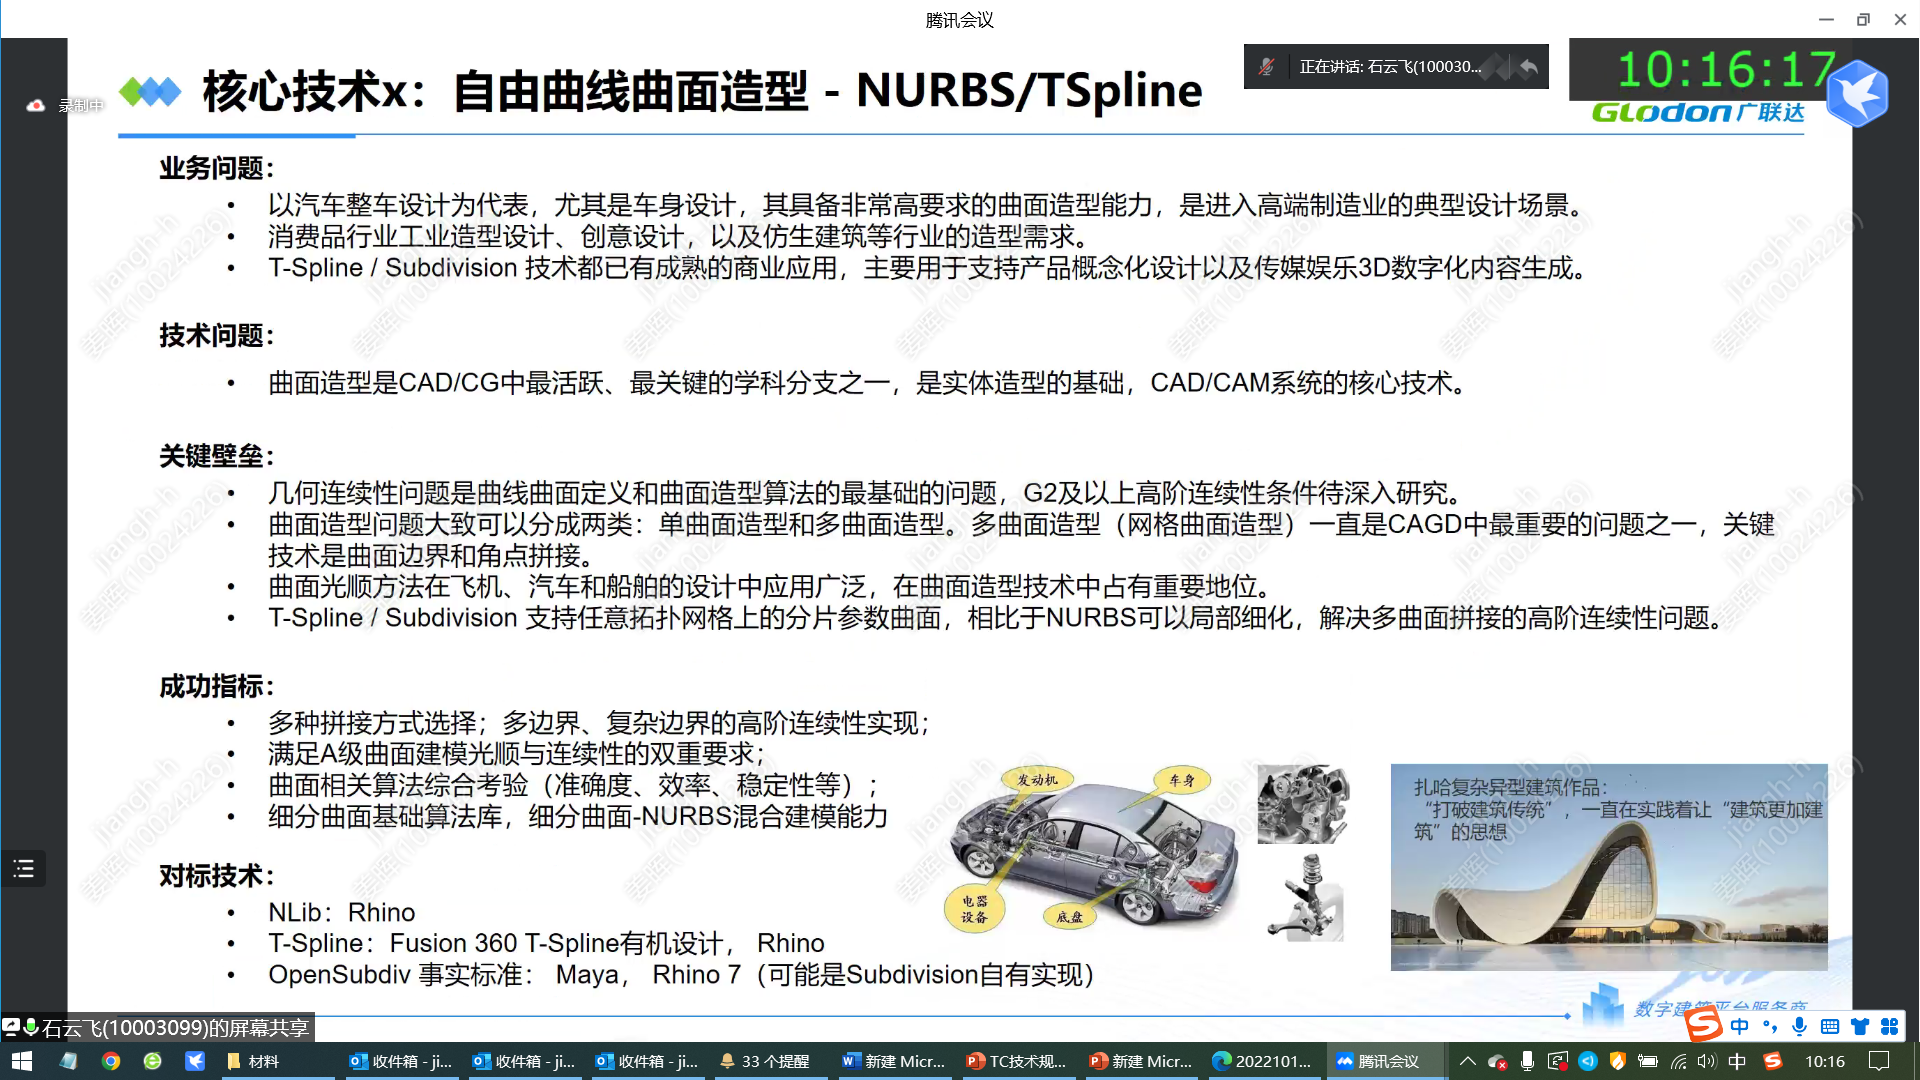 腾讯会议
正在讲话: 石云飞(100030...
10:16:17
录制中
核心技术x：自由曲线曲面造型 - NURBS/TSpline
GLODON广联达
业务问题：
• 以汽车整车设计为代表，尤其是车身设计，其具备非常高要求的曲面造型能力，是进入高端制造业的典型设计场景。
• 消费品行业工业造型设计、创意设计，以及仿生建筑等行业的造型需求。
• T-Spline / Subdivision 技术都已有成熟的商业应用，主要用于支持产品概念化设计以及传媒娱乐3D数字化内容生成。
技术问题：
• 曲面造型是CAD/CG中最活跃、最关键的学科分支之一，是实体造型的基础，CAD/CAM系统的核心技术。
关键壁垒：
• 几何连续性问题是曲线曲面定义和曲面造型算法的最基础的问题，G2及以上高阶连续性条件待深入研究。
• 曲面造型问题大致可以分成两类：单曲面造型和多曲面造型。多曲面造型（网格曲面造型）一直是CAGD中最重要的问题之一，关键
技术是曲面边界和角点拼接。
• 曲面光顺方法在飞机、汽车和船舶的设计中应用广泛，在曲面造型技术中占有重要地位。
• T-Spline / Subdivision 支持任意拓扑网格上的分片参数曲面，相比于NURBS可以局部细化，解决多曲面拼接的高阶连续性问题。
成功指标：
• 多种拼接方式选择；多边界、复杂边界的高阶连续性实现；
• 满足A级曲面建模光顺与连续性的双重要求；
• 曲面相关算法综合考验（准确度、效率、稳定性等）；
• 细分曲面基础算法库，细分曲面-NURBS混合建模能力
发动机
车身
电器
设备
底盘
扎哈复杂异型建筑作品：
“打破建筑传统”，一直在实践着让“建筑更加建
筑”的思想
对标技术：
• NLib：Rhino
• T-Spline：Fusion 360 T-Spline有机设计， Rhino
• OpenSubdiv 事实标准： Maya， Rhino 7（可能是Subdivision自有实现）
数字建筑平台服务商
jiangh-h
姜晖(10024226)
石云飞(10003099)的屏幕共享
中
材料
收件箱 - ji...
收件箱 - ji...
收件箱 - ji...
33 个提醒
新建 Micr...
TC技术规...
新建 Micr...
2022101...
腾讯会议
中
10:16